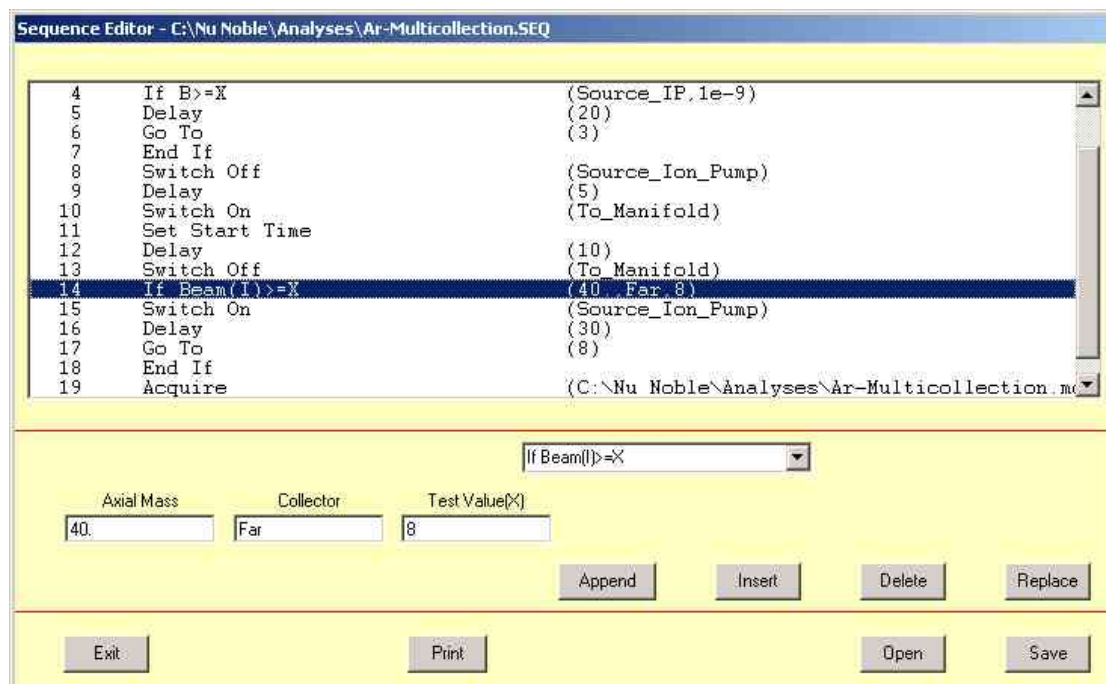 Sequence Editor - C:\Nu Noble\Analyses\Ar-Multicollection.SEQ
4 If B>=X (Source_IP,1e-9)
5 Delay (20)
6 Go To (3)
7 End If
8 Switch Off (Source_Ion_Pump)
9 Delay (5)
10 Switch On (To_Manifold)
11 Set Start Time
12 Delay (10)
13 Switch Off (To_Manifold)
14 If Beam(I)>=X (40.,Far,8)
15 Switch On (Source_Ion_Pump)
16 Delay (30)
17 Go To (8)
18 End If
19 Acquire (C:\Nu Noble\Analyses\Ar-Multicollection.m
If Beam(I)>=X
Axial Mass Collector Test Value(X)
40. Far 8
Append Insert Delete Replace
Exit Print Open Save